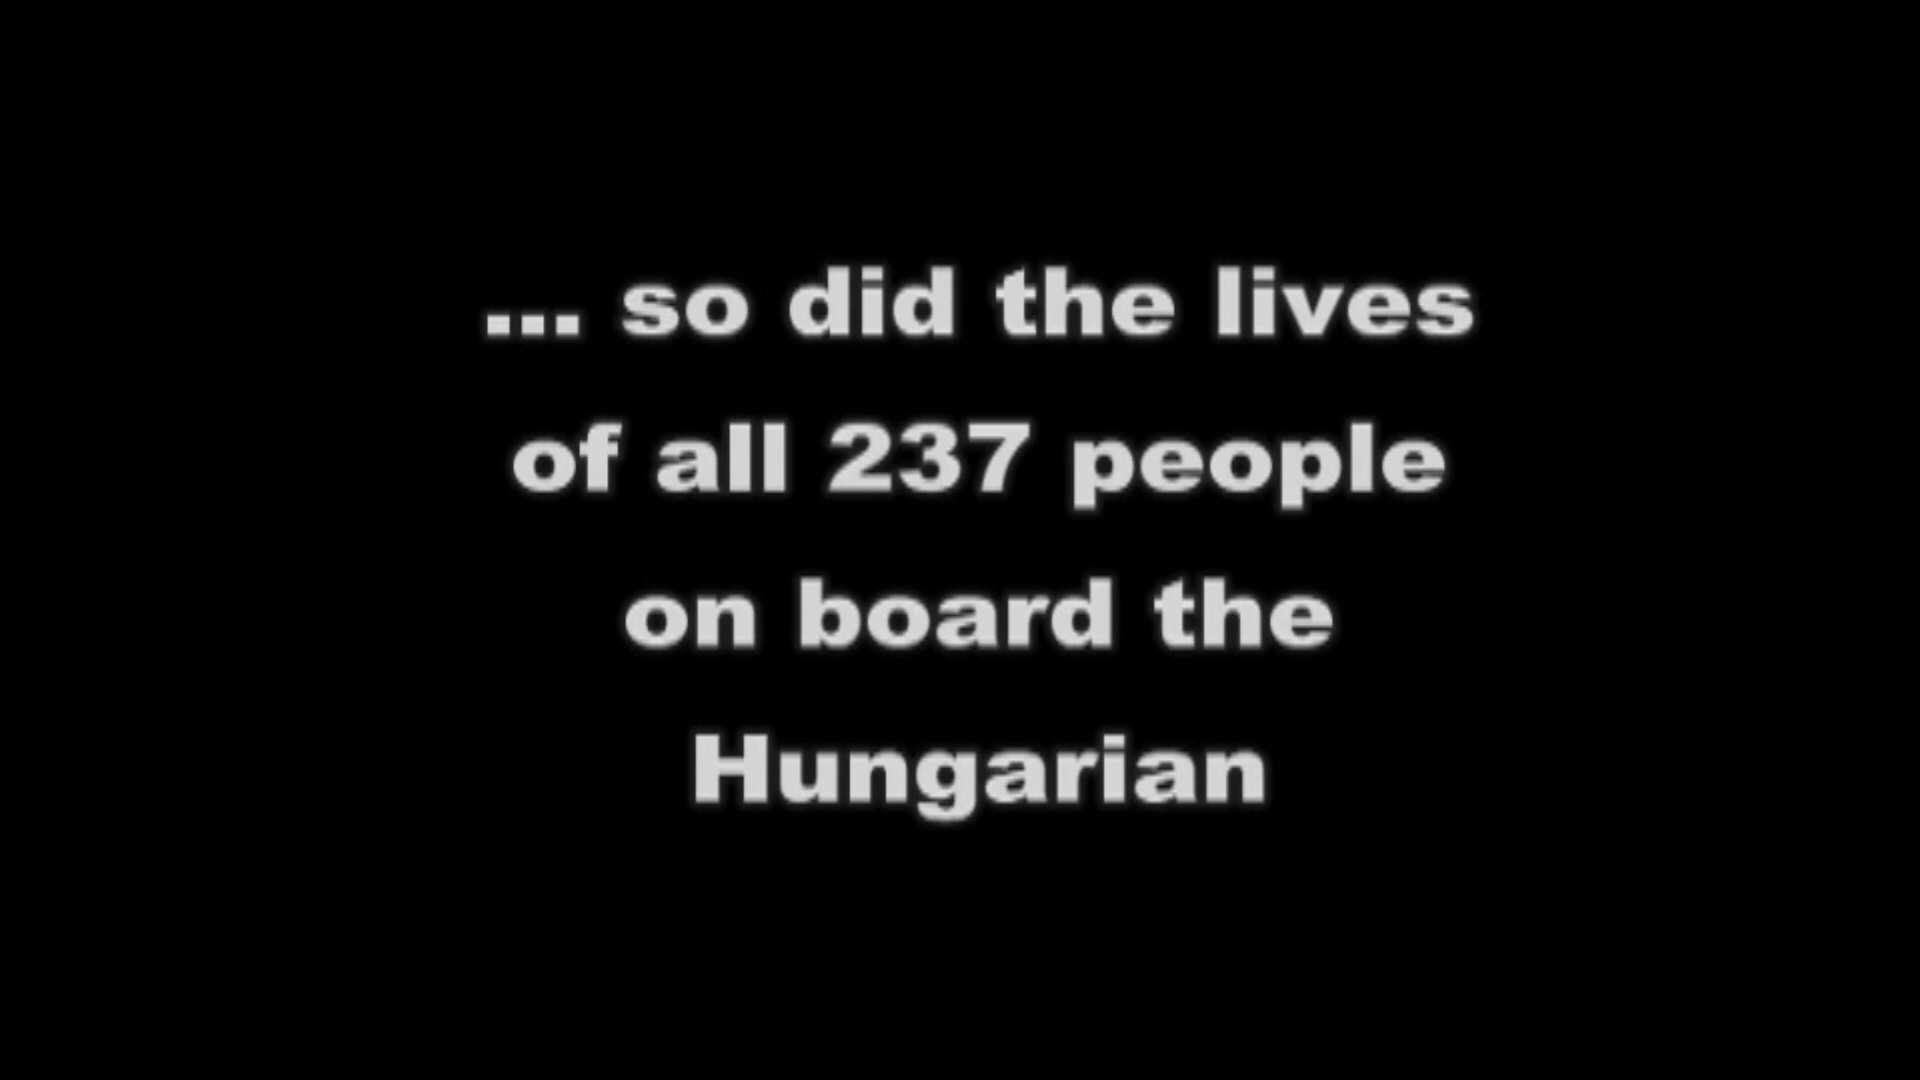 ... so did the lives
of all 237 people
on board the
Hungarian